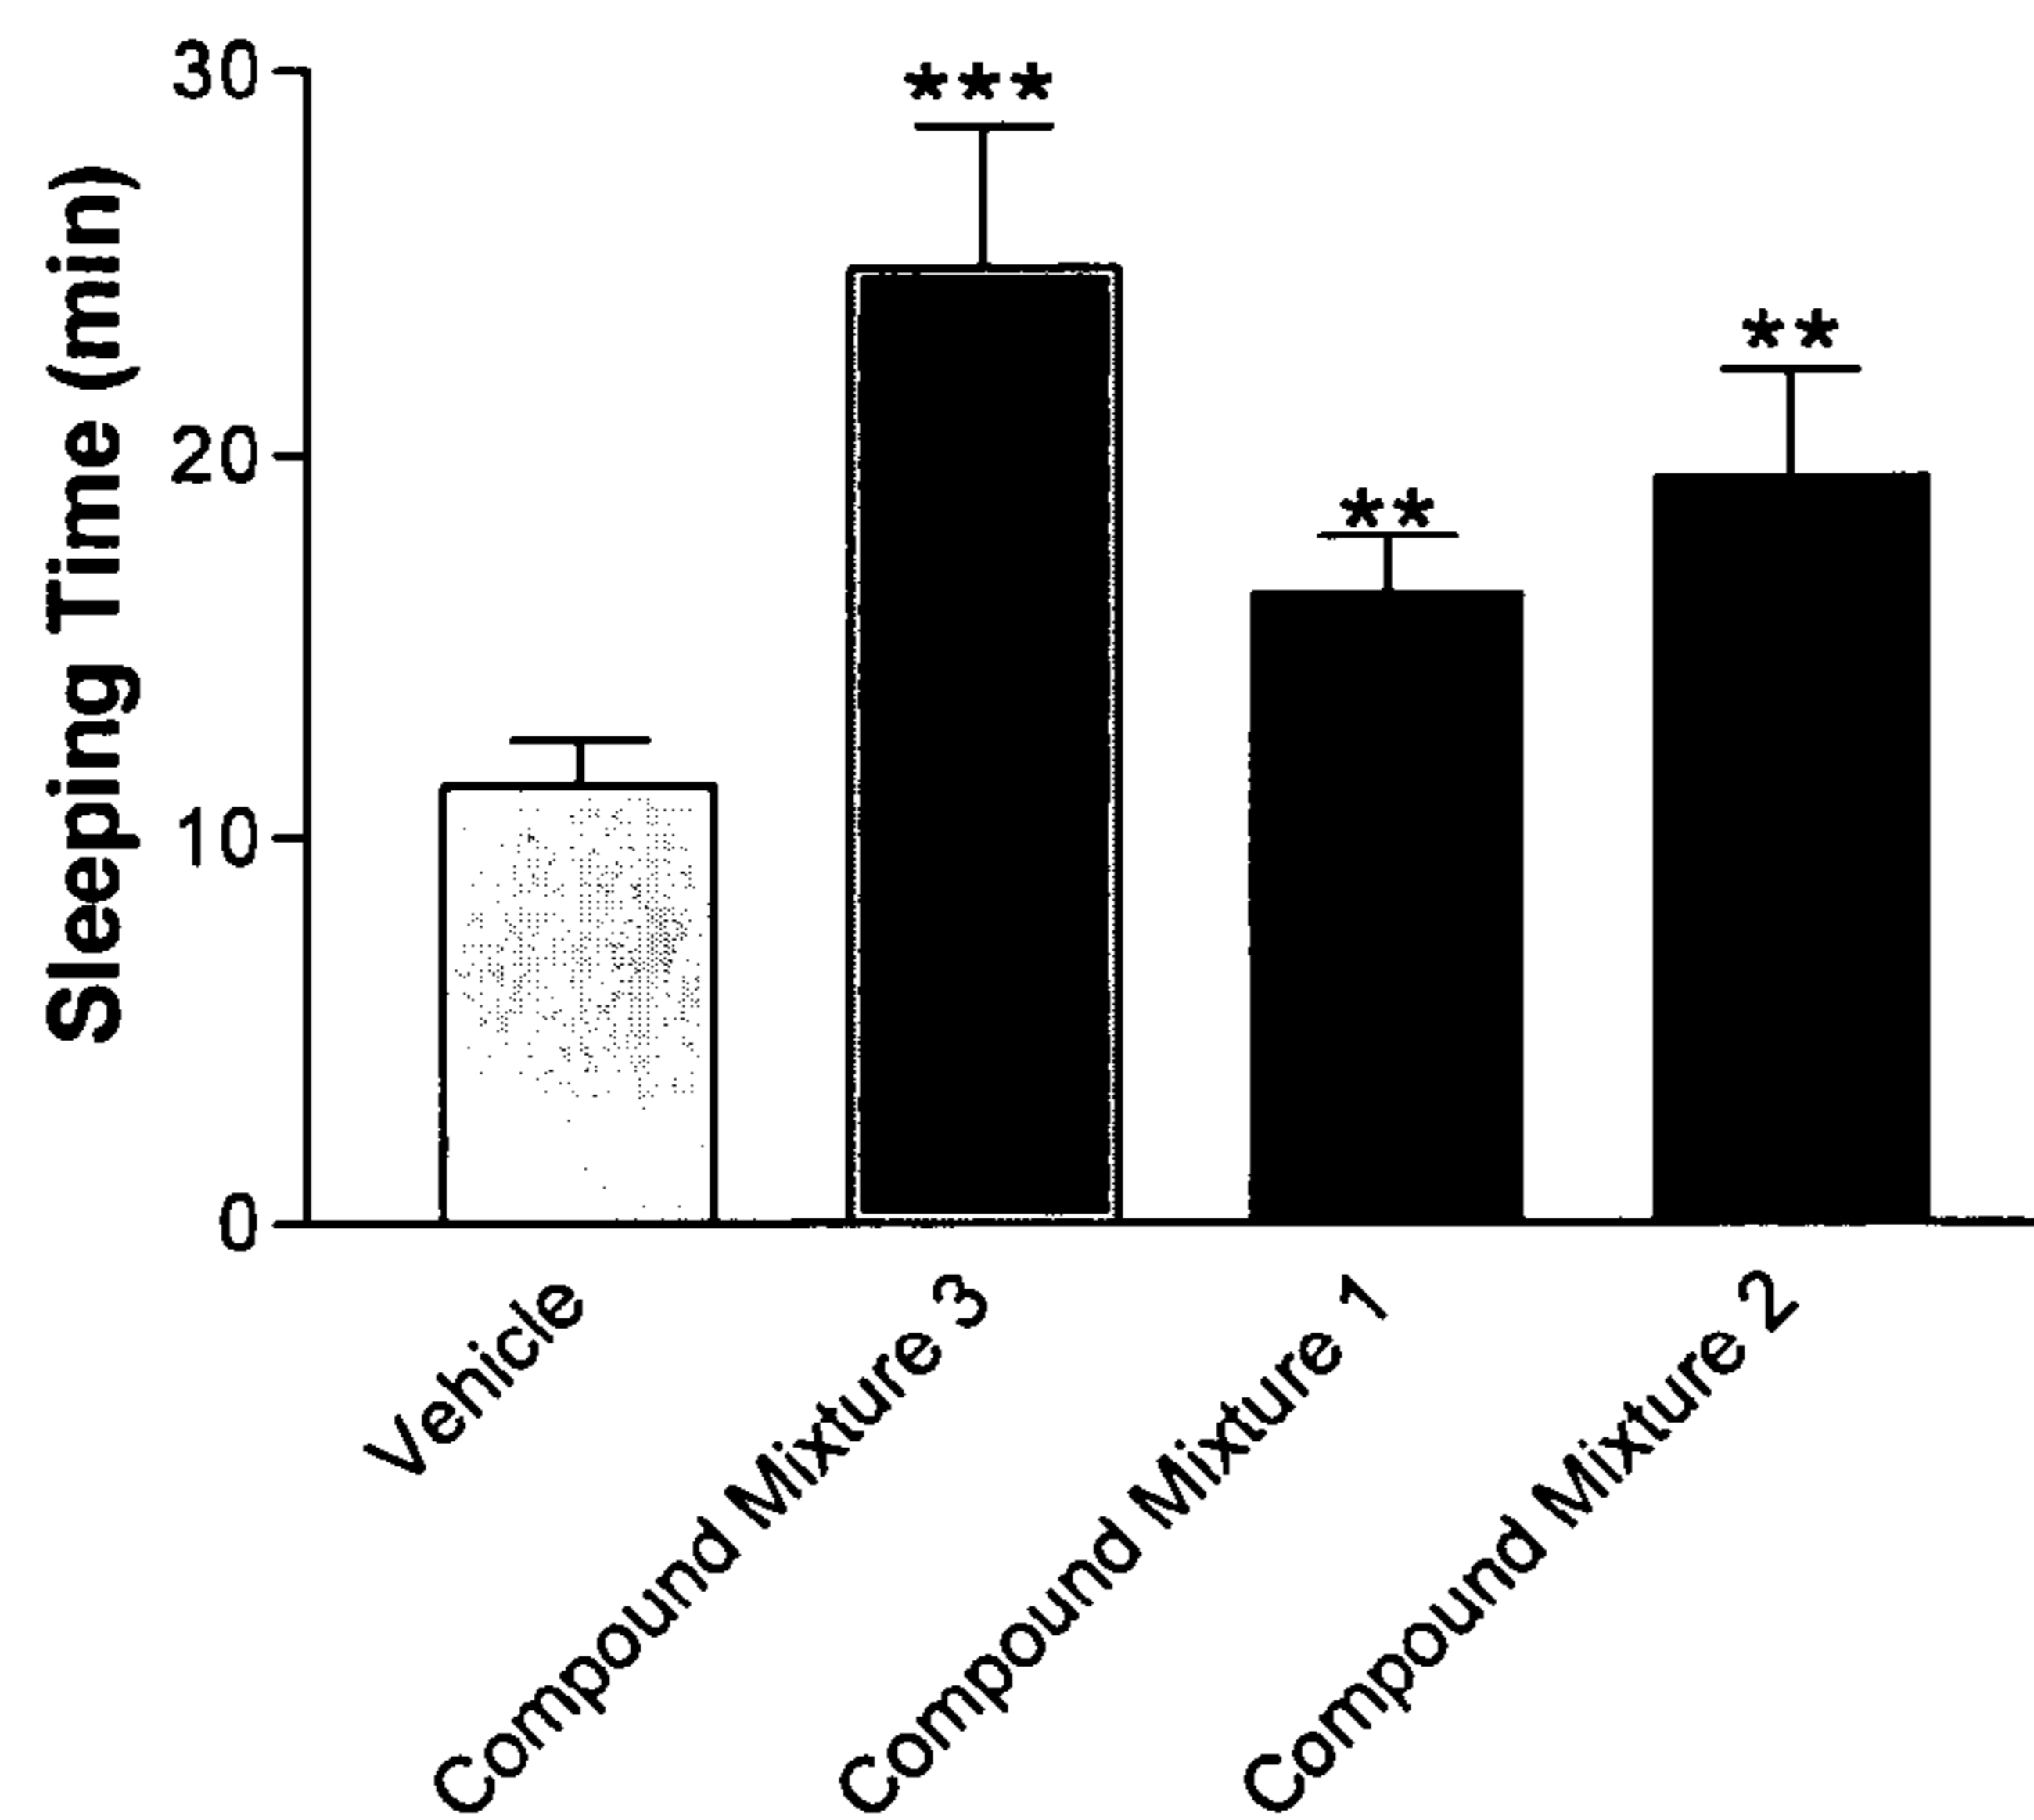 Sleeping Time (min)
30
20
10
0
***
**
**
Vehicle
Compound Mixture 3
Compound Mixture 1
Compound Mixture 2